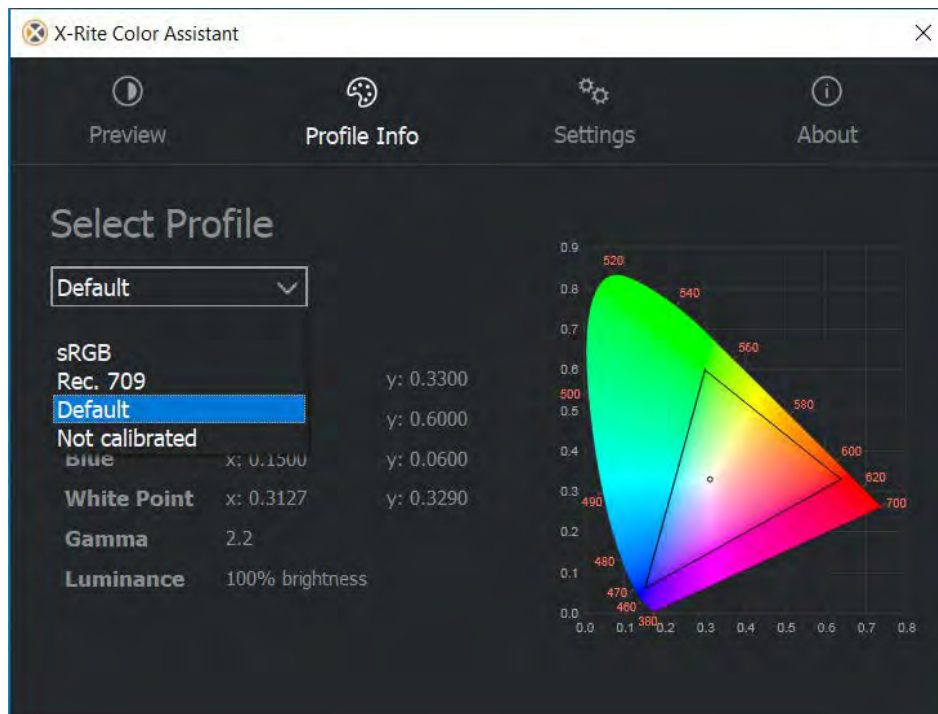 X-Rite Color Assistant
Preview
Profile Info
Settings
About
Select Profile
Default
sRGB
Rec. 709
Default
Not calibrated
y: 0.3300
y: 0.6000
Blue x: 0.1500 y: 0.0600
White Point x: 0.3127 y: 0.3290
Gamma 2.2
Luminance 100% brightness
0.9
0.8
0.7
0.6
0.5
0.4
0.3
0.2
0.1
0.0
0.0 0.1 0.2 0.3 0.4 0.5 0.6 0.7 0.8
520
540
560
500
580
600
620
700
490
480
470
460
380